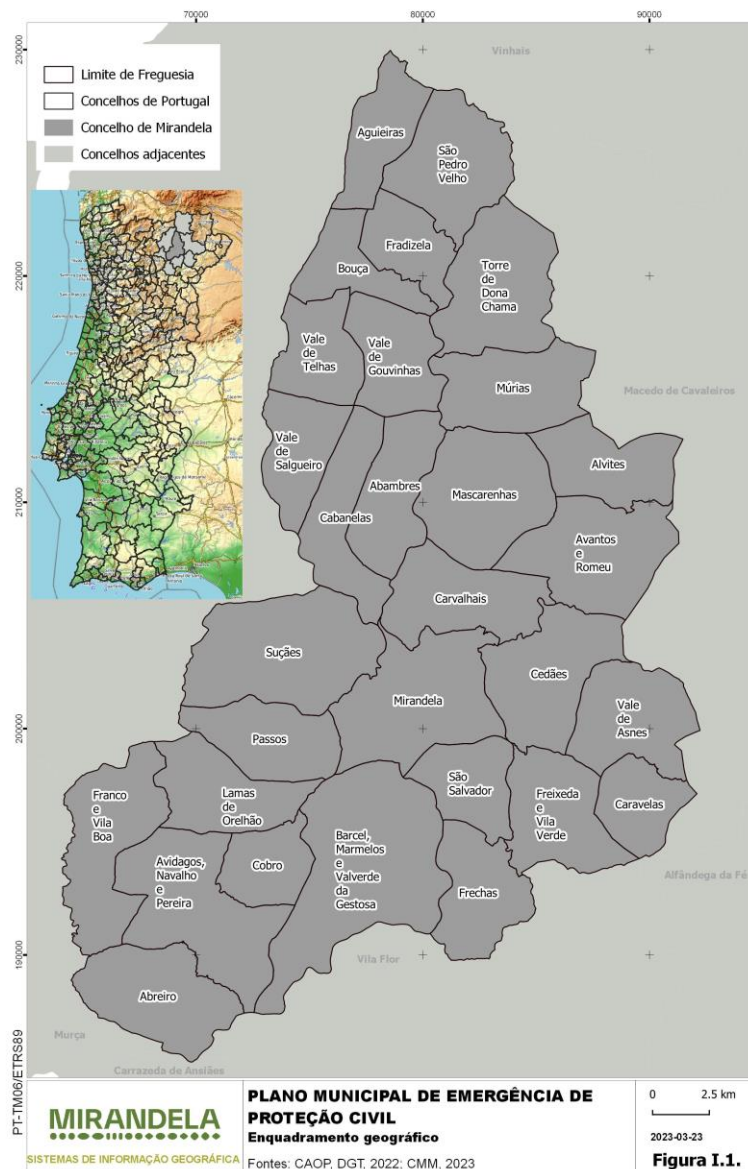 70000
80000
90000
230000
220000
210000
200000
190000
Limite de Freguesia
Concelhos de Portugal
Concelho de Mirandela
Concelhos adjacentes
Vinhais
Aguieiras
São
Pedro
Velho
Fradizela
Bouça
Torre
de
Dona
Chama
Vale
de
Telhas
Vale
de
Gouvinhas
Múrias
Macedo de Cavaleiros
Vale
de
Salgueiro
Abambres
Cabanelas
Mascarenhas
Alvites
Avantos
e
Romeu
Carvalhais
Suçães
Cedães
Mirandela
Vale
de
Asnes
Passos
São
Salvador
Franco
e
Vila
Boa
Lamas
de
Orelhão
Freixeda
e
Vila
Verde
Caravelas
Barcel,
Marmelos
e
Valverde
da
Gestosa
Avidagos,
Navalho
e
Pereira
Cobro
Frechas
Alfândega da Fé
Vila Flor
Abreiro
Murça
Carrazeda de Ansiães
PT-TM06/ETRS89
MIRANDELA
SISTEMAS DE INFORMAÇÃO GEOGRÁFICA
PLANO MUNICIPAL DE EMERGÊNCIA DE
PROTEÇÃO CIVIL
Enquadramento geográfico
Fontes: CAOP, DGT, 2022; CMM, 2023
0 2.5 km
2023-03-23
Figura I.1.